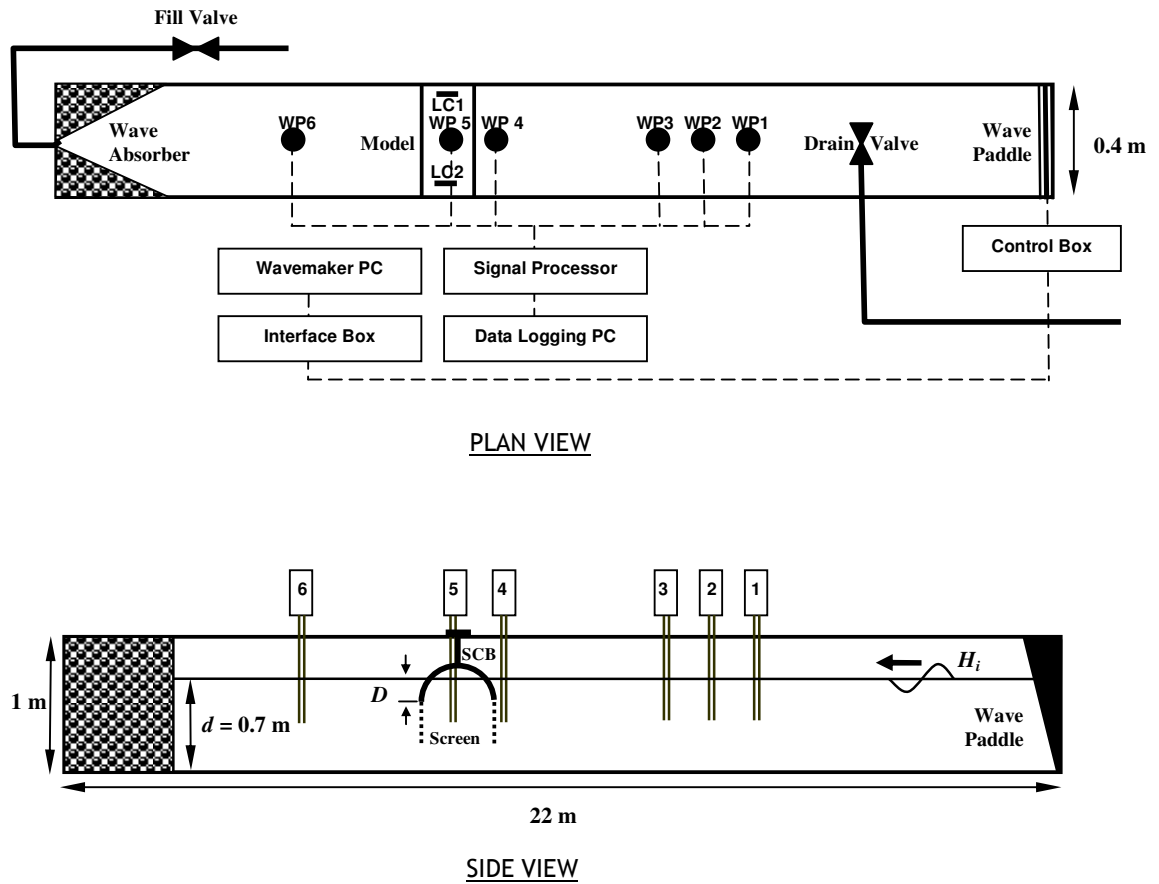 Fill Valve
LC1
WP6
WP 5
WP 4
WP3
WP2
WP1
Wave
Absorber
Model
Drain
Valve
Wave
Paddle
0.4 m
LC2
Wavemaker PC
Signal Processor
Control Box
Interface Box
Data Logging PC
PLAN VIEW
6
5
4
3
2
1
SCB
Hi
1 m
D
d = 0.7 m
Screen
Wave
Paddle
22 m
SIDE VIEW